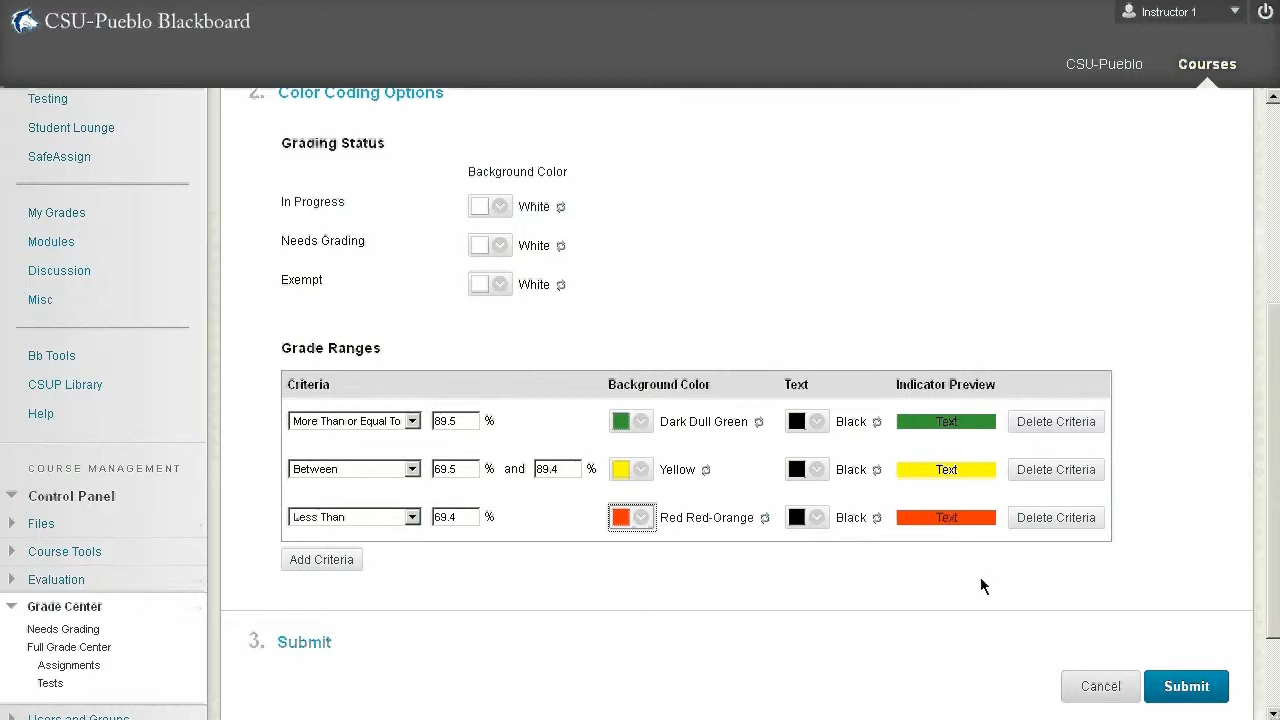 CSU-Pueblo Blackboard
Instructor 1
CSU-Pueblo
Courses
Testing
Student Lounge
SafeAssign
My Grades
Modules
Discussion
Misc
Bb Tools
CSUP Library
Help
COURSE MANAGEMENT
Control Panel
Files
Course Tools
Evaluation
Grade Center
Needs Grading
Full Grade Center
Assignments
Tests
Users and Groups
2. Color Coding Options
Grading Status
Background Color
In Progress White
Needs Grading White
Exempt White
Grade Ranges
Criteria Background Color Text Indicator Preview
More Than or Equal To 89.5 % Dark Dull Green Black Text Delete Criteria
Between 69.5 % and 89.4 % Yellow Black Text Delete Criteria
Less Than 69.4 % Red Red-Orange Black Text Delete Criteria
Add Criteria
3. Submit
Cancel Submit